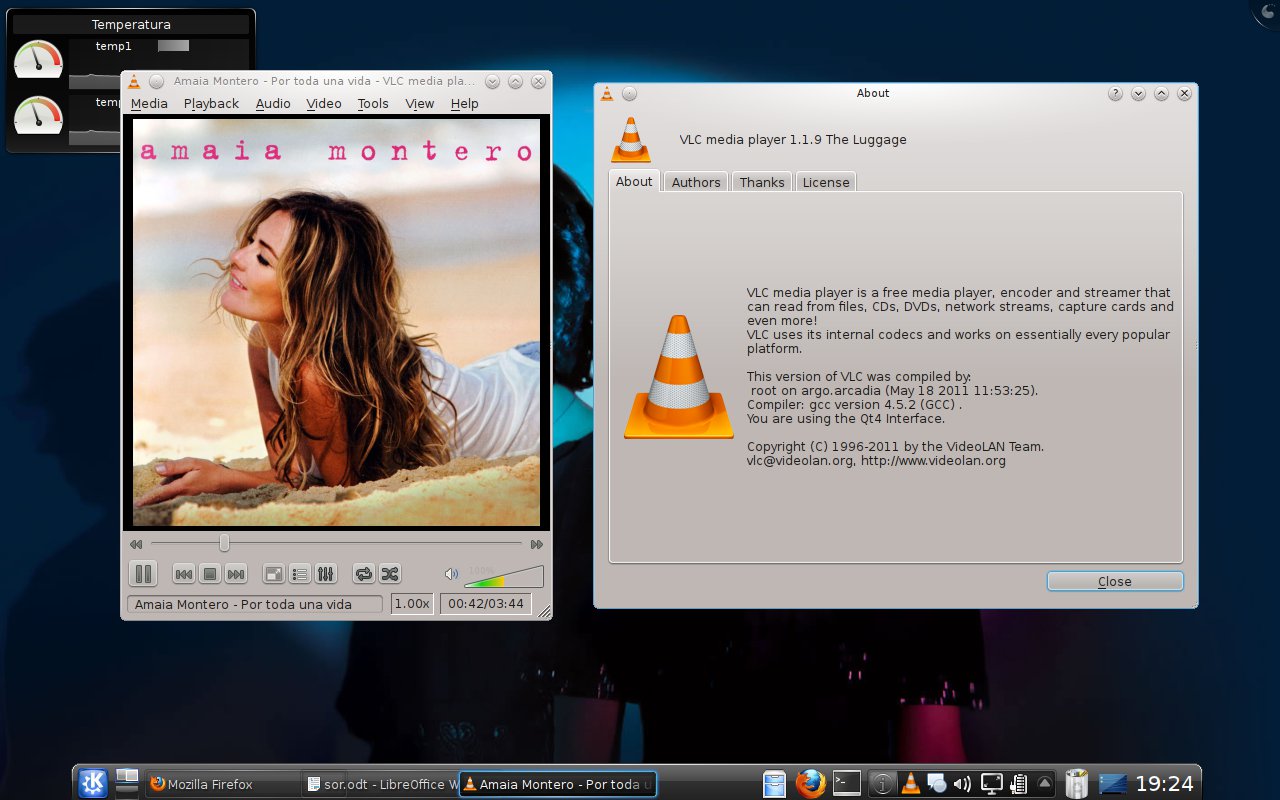 Temperatura
temp1
temp
Amaia Montero - Por toda una vida - VLC media pla...
Media Playback Audio Video Tools View Help
amaia montero
100%
Amaia Montero - Por toda una vida
1.00x
00:42/03:44
About
VLC media player 1.1.9 The Luggage
About Authors Thanks License
VLC media player is a free media player, encoder and streamer that
can read from files, CDs, DVDs, network streams, capture cards and
even more!
VLC uses its internal codecs and works on essentially every popular
platform.
This version of VLC was compiled by:
root on argo.arcadia (May 18 2011 11:53:25).
Compiler: gcc version 4.5.2 (GCC) .
You are using the Qt4 Interface.
Copyright (C) 1996-2011 by the VideoLAN Team.
vlc@videolan.org, http://www.videolan.org
Close
Mozilla Firefox
sor.odt - LibreOffice W
Amaia Montero - Por toda u
19:24